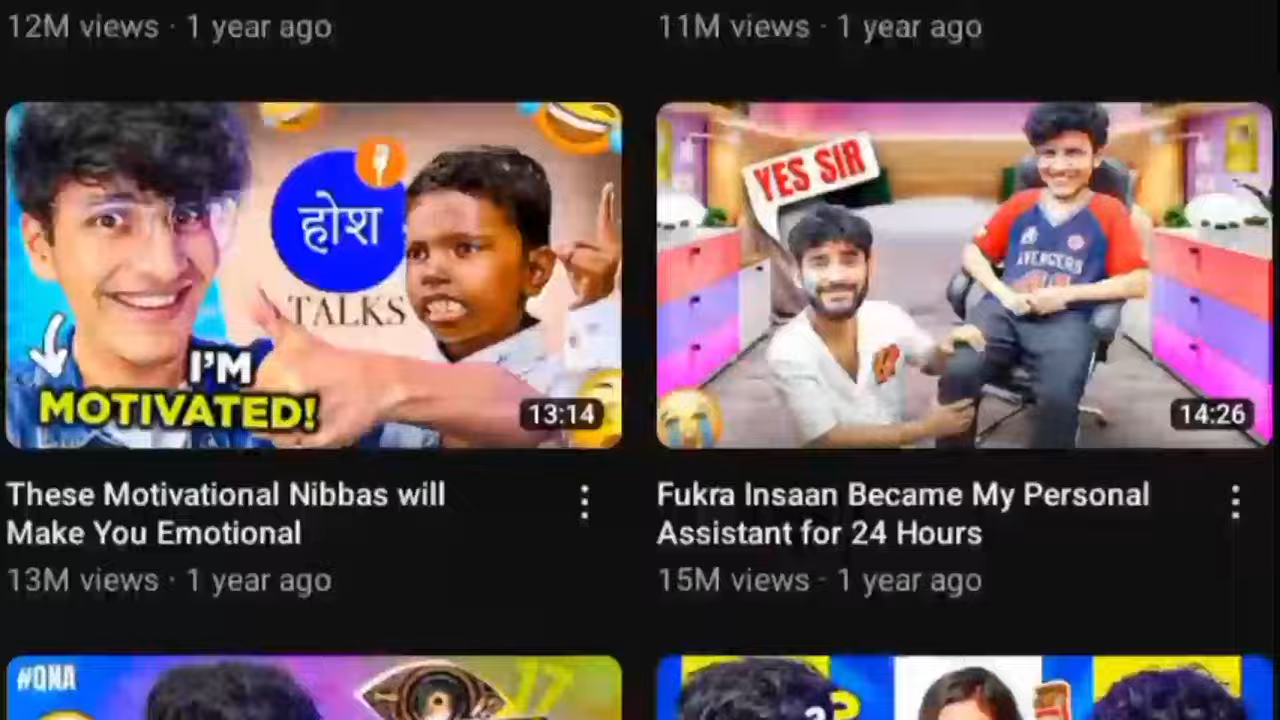 12M views · 1 year ago
11M views · 1 year ago
होश
TALKS
I'M
MOTIVATED!
13:14
YES SIR
AVENGERS
14:26
These Motivational Nibbas will
Make You Emotional
13M views · 1 year ago
Fukra Insaan Became My Personal
Assistant for 24 Hours
15M views · 1 year ago
#QNA
17